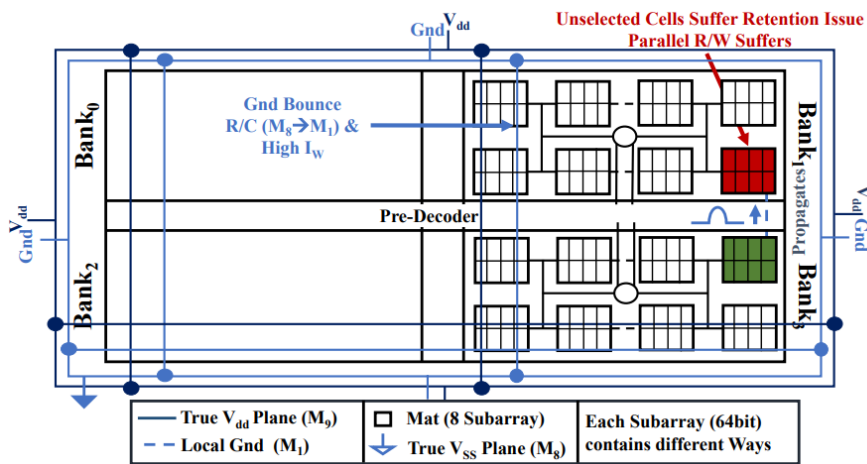 Gnd
V_dd
Unselected Cells Suffer Retention Issue
Parallel R/W Suffers
Bank_0
Gnd Bounce
R/C (M_8→M_1) &
High I_W
Bank_1
Propagates
V_dd
Gnd
Pre-Decoder
V_dd
Gnd
Bank_2
Bank_3
True V_dd Plane (M_9)
Local Gnd (M_1)
Mat (8 Subarray)
True V_SS Plane (M_8)
Each Subarray (64bit)
contains different Ways